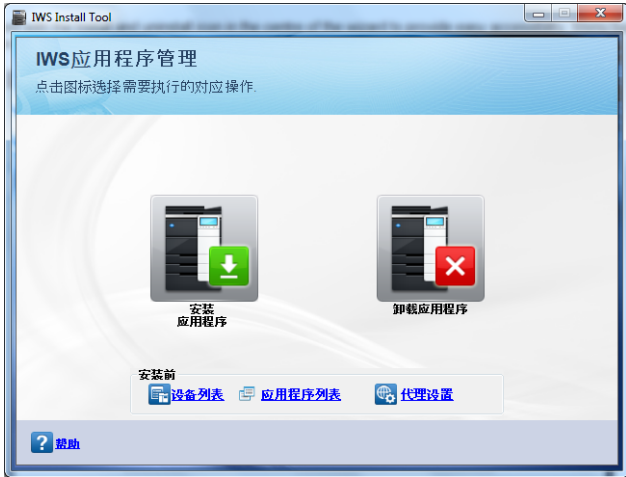 IWS Install Tool
IWS应用程序管理
点击图标选择需要执行的对应操作.
安装
应用程序
卸载应用程序
安装前
设备列表
应用程序列表
代理设置
帮助